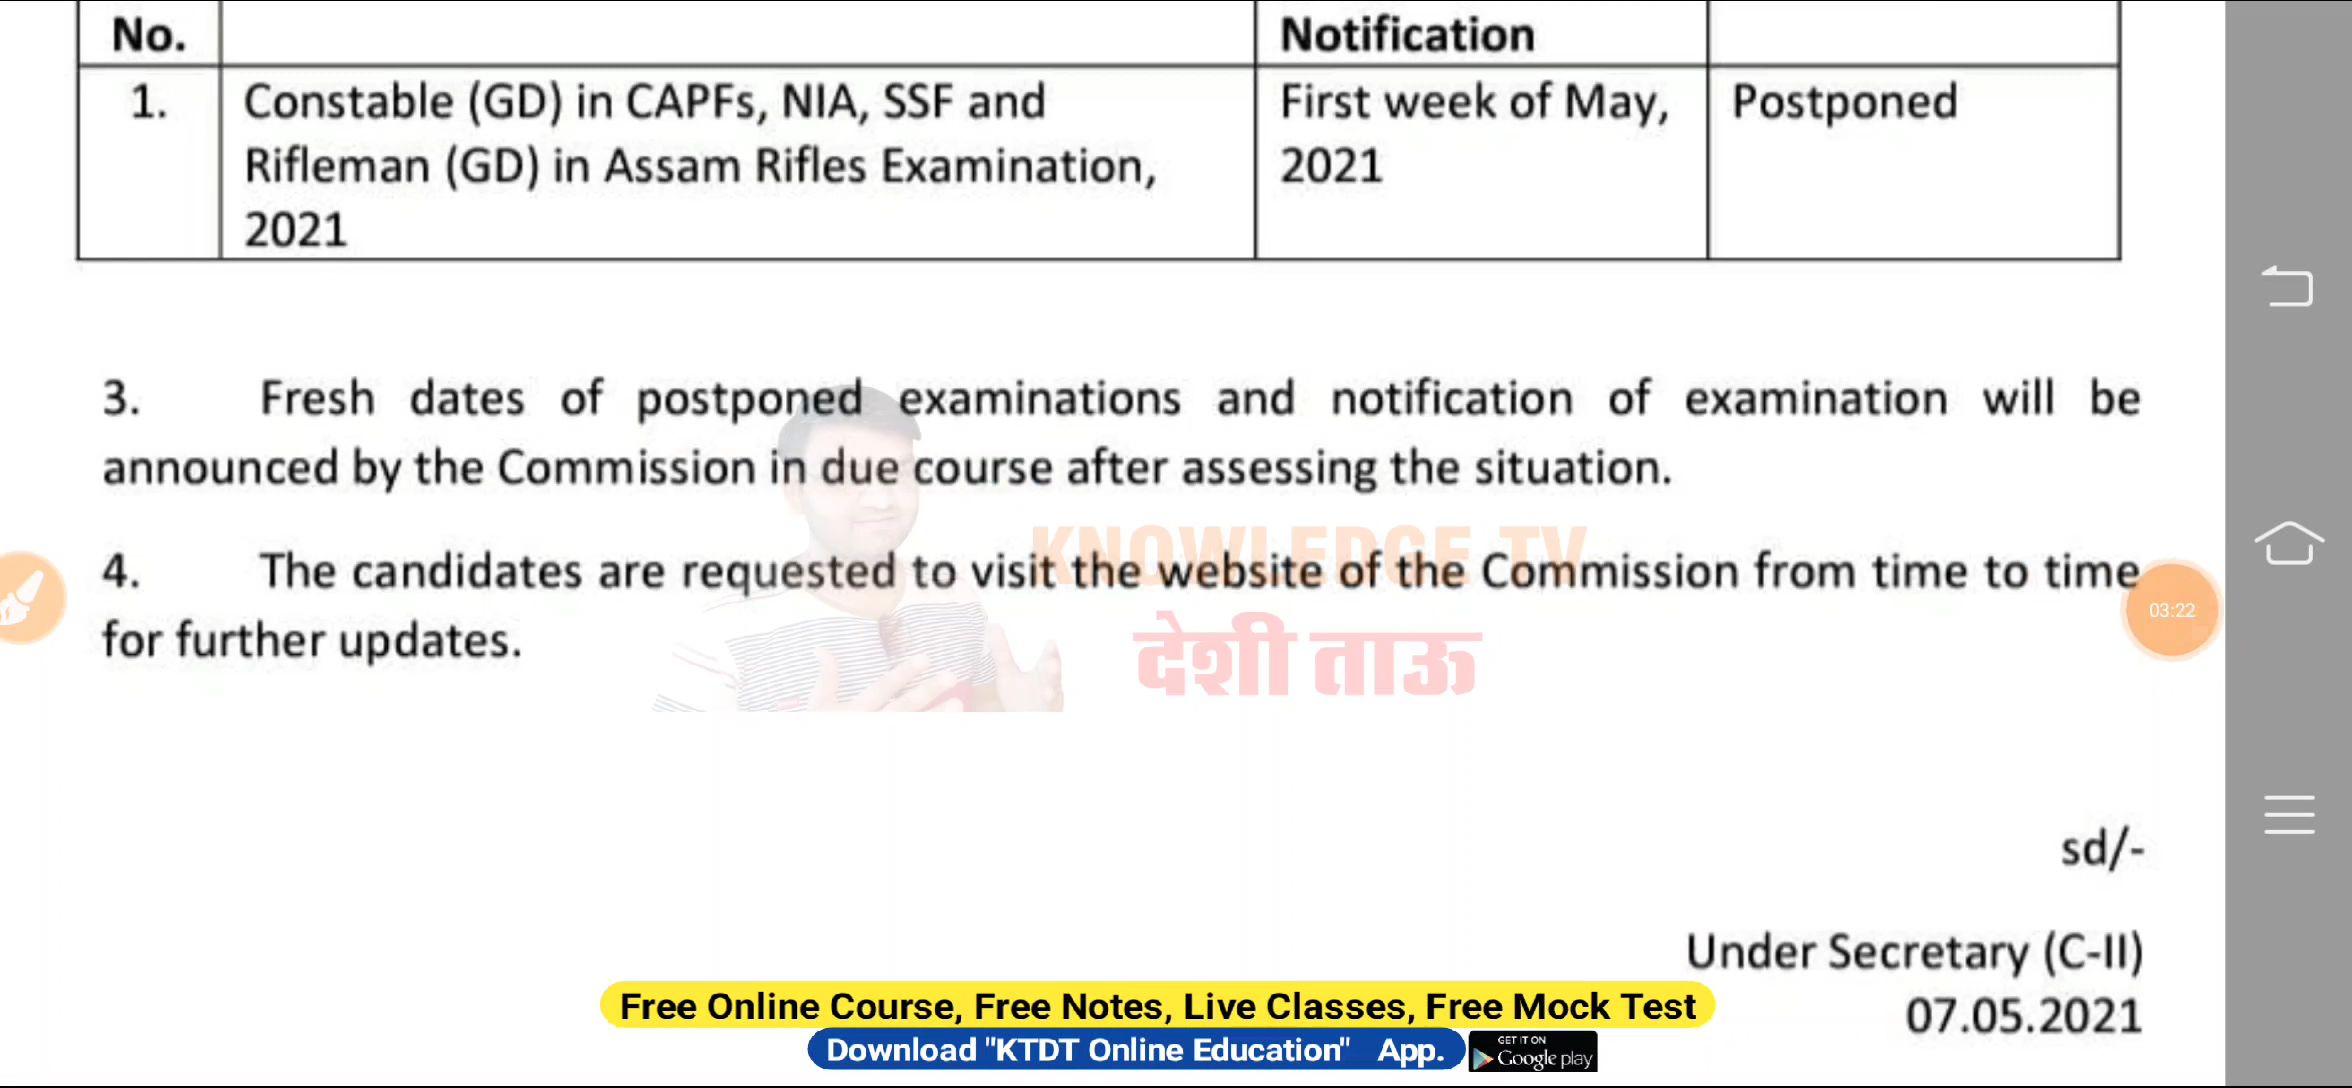 No. Notification
1. Constable (GD) in CAPFs, NIA, SSF and First week of May, Postponed
Rifleman (GD) in Assam Rifles Examination, 2021
2021
3. Fresh dates of postponed examinations and notification of examination will be
announced by the Commission in due course after assessing the situation.
KNOWLEDGE TV
4. The candidates are requested to visit the website of the Commission from time to time
03:22
for further updates.
देशी ताऊ
sd/-
Under Secretary (C-II)
07.05.2021
Free Online Course, Free Notes, Live Classes, Free Mock Test
Download "KTDT Online Education" App.
GET IT ON
Google play